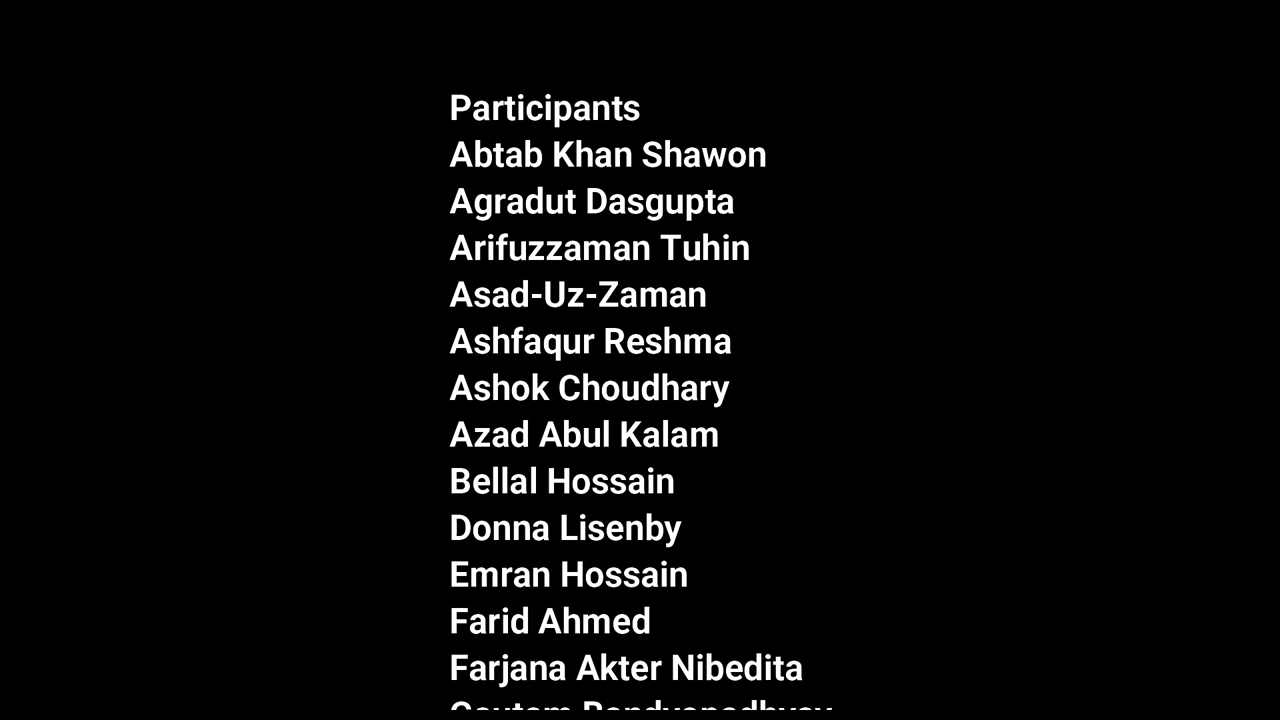 Participants
Abtab Khan Shawon
Agradut Dasgupta
Arifuzzaman Tuhin
Asad-Uz-Zaman
Ashfaqur Reshma
Ashok Choudhary
Azad Abul Kalam
Bellal Hossain
Donna Lisenby
Emran Hossain
Farid Ahmed
Farjana Akter Nibedita